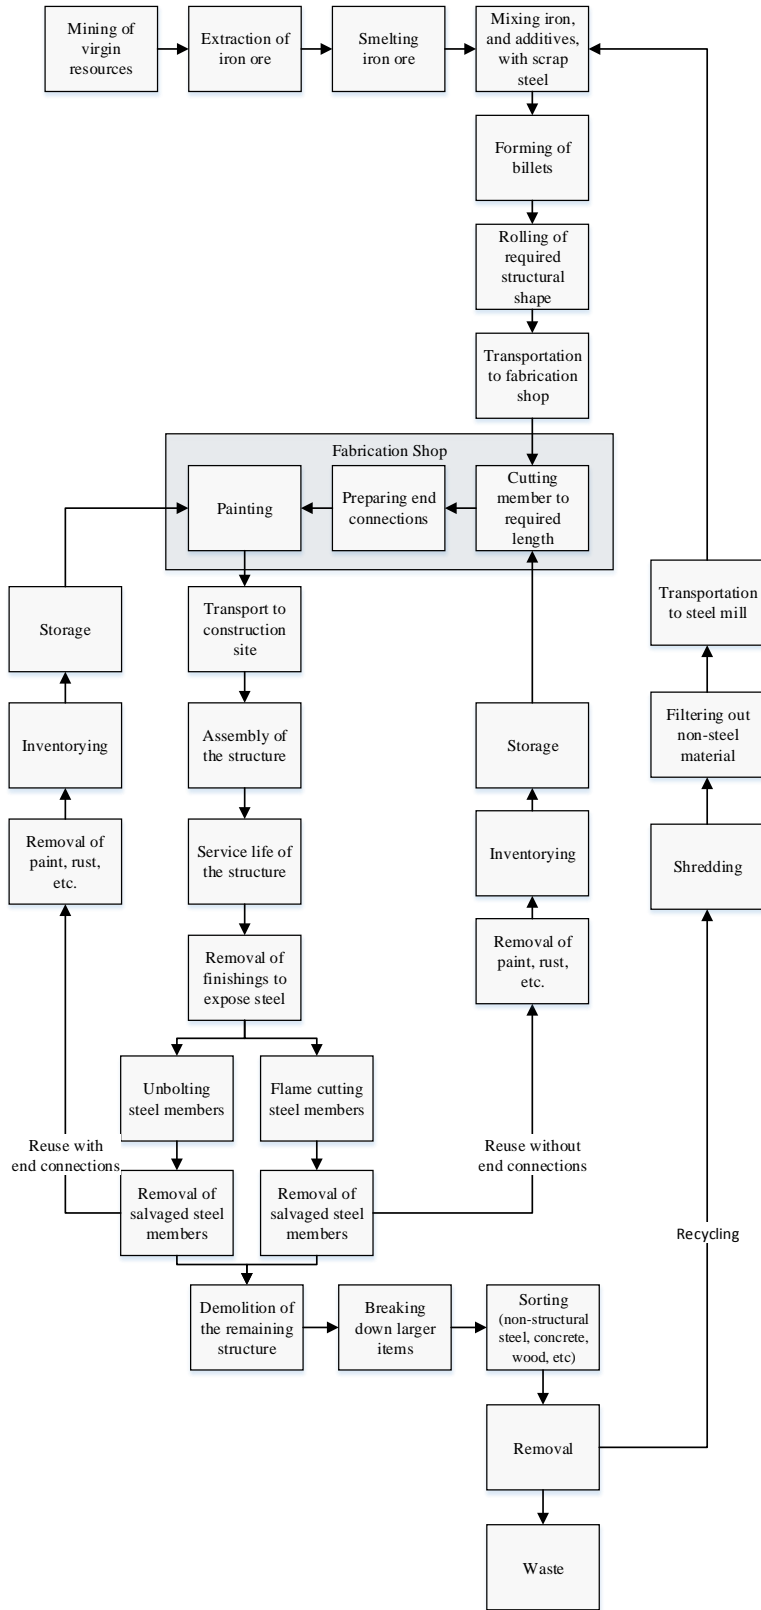 Mining of
virgin
resources
Extraction of
iron ore
Smelting
iron ore
Mixing iron,
and additives,
with scrap
steel
Forming of
billets
Rolling of
required
structural
shape
Transportation
to fabrication
shop
Fabrication Shop
Painting
Preparing end
connections
Cutting
member to
required
length
Storage
Transport to
construction
site
Transportation
to steel mill
Inventorying
Assembly of
the structure
Storage
Filtering out
non-steel
material
Removal of
paint, rust,
etc.
Service life of
the structure
Inventorying
Shredding
Removal of
finishings to
expose steel
Removal of
paint, rust,
etc.
Unbolting
steel members
Flame cutting
steel members
Reuse with
end connections
Reuse without
end connections
Removal of
salvaged steel
members
Removal of
salvaged steel
members
Recycling
Demolition of
the remaining
structure
Breaking
down larger
items
Sorting
(non-structural
steel, concrete,
wood, etc)
Removal
Waste